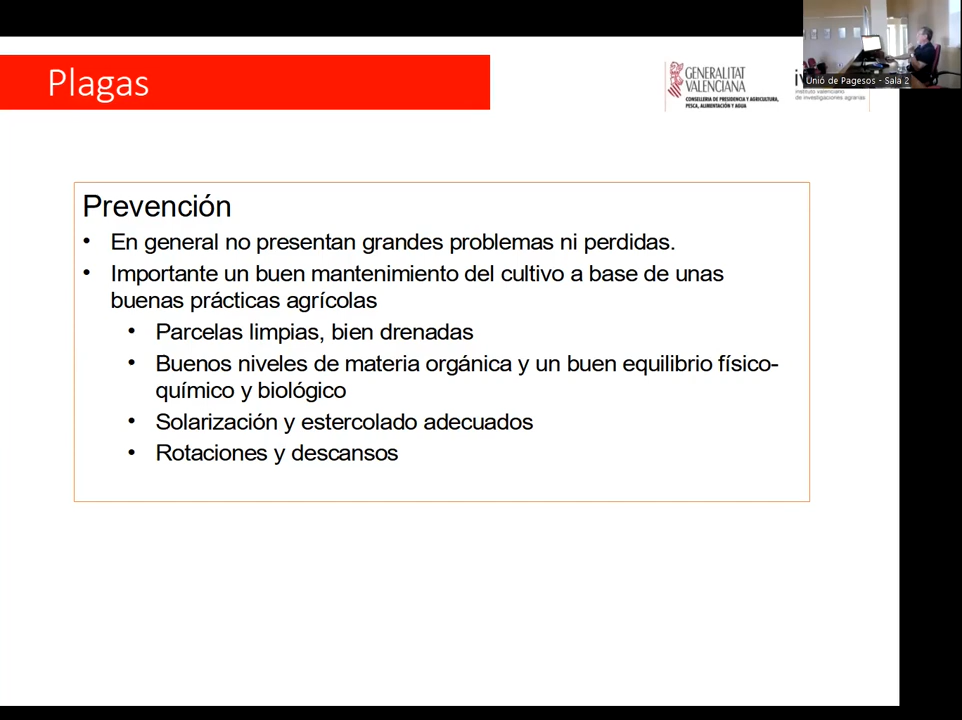 Plagas
GENERALITAT
VALENCIANA
CONSELLERIA DE PRESIDENCIA Y AGRICULTURA,
PESCA, ALIMENTACIÓN Y AGUA
instituto valenciano
de investigaciones agrarias
Unió de Pagesos - Sala 2
Prevención
• En general no presentan grandes problemas ni perdidas.
• Importante un buen mantenimiento del cultivo a base de unas
buenas prácticas agrícolas
• Parcelas limpias, bien drenadas
• Buenos niveles de materia orgánica y un buen equilibrio físico-
químico y biológico
• Solarización y estercolado adecuados
• Rotaciones y descansos